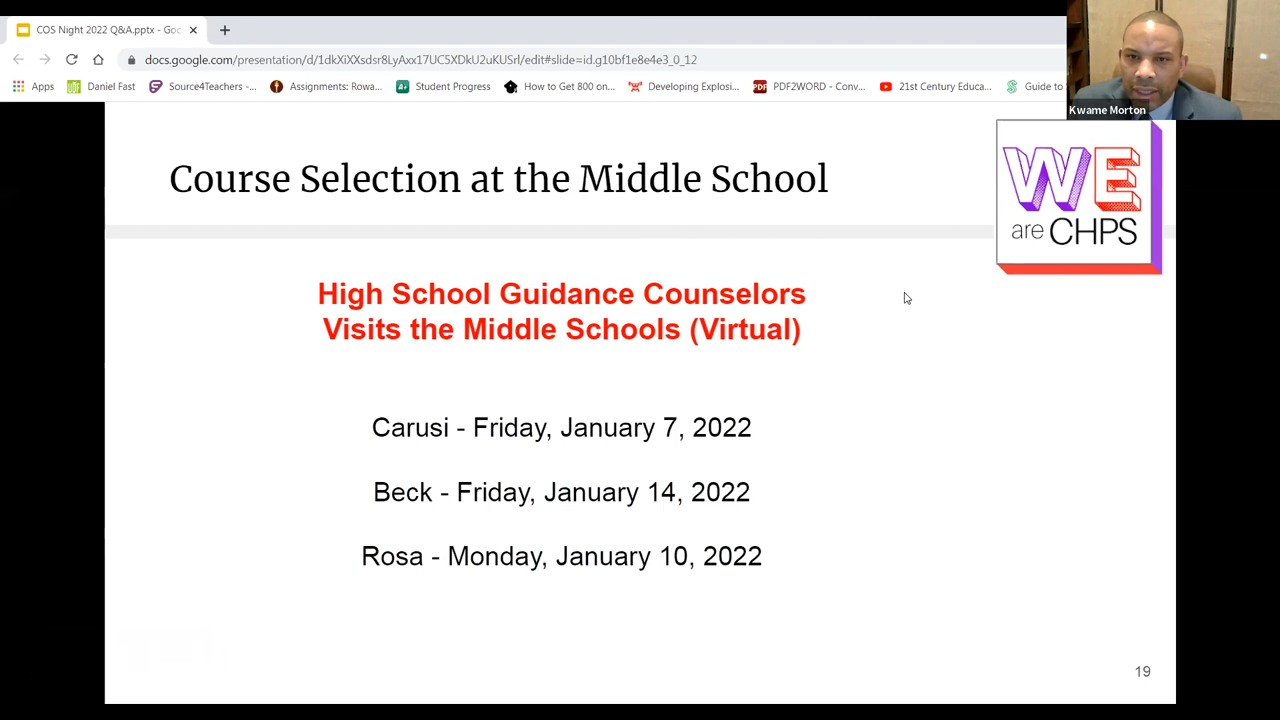 COS Night 2022 Q&A.pptx - Goc
docs.google.com/presentation/d/1dkXiXXsdsr8LyAxx17UC5XDHJ2uKUSrl/edit#slide=id.g10bf1e8e4e3_0_12
Apps Daniel Fast Source4Teachers -... Assignments: Rowa... Student Progress How to Get 800 on... Developing Explosi... PDF2WORD - Conv... 21st Century Educa... Guide to
Kwame Morton
Course Selection at the Middle School
WE
are CHPS
High School Guidance Counselors
Visits the Middle Schools (Virtual)
Carusi - Friday, January 7, 2022
Beck - Friday, January 14, 2022
Rosa - Monday, January 10, 2022
19